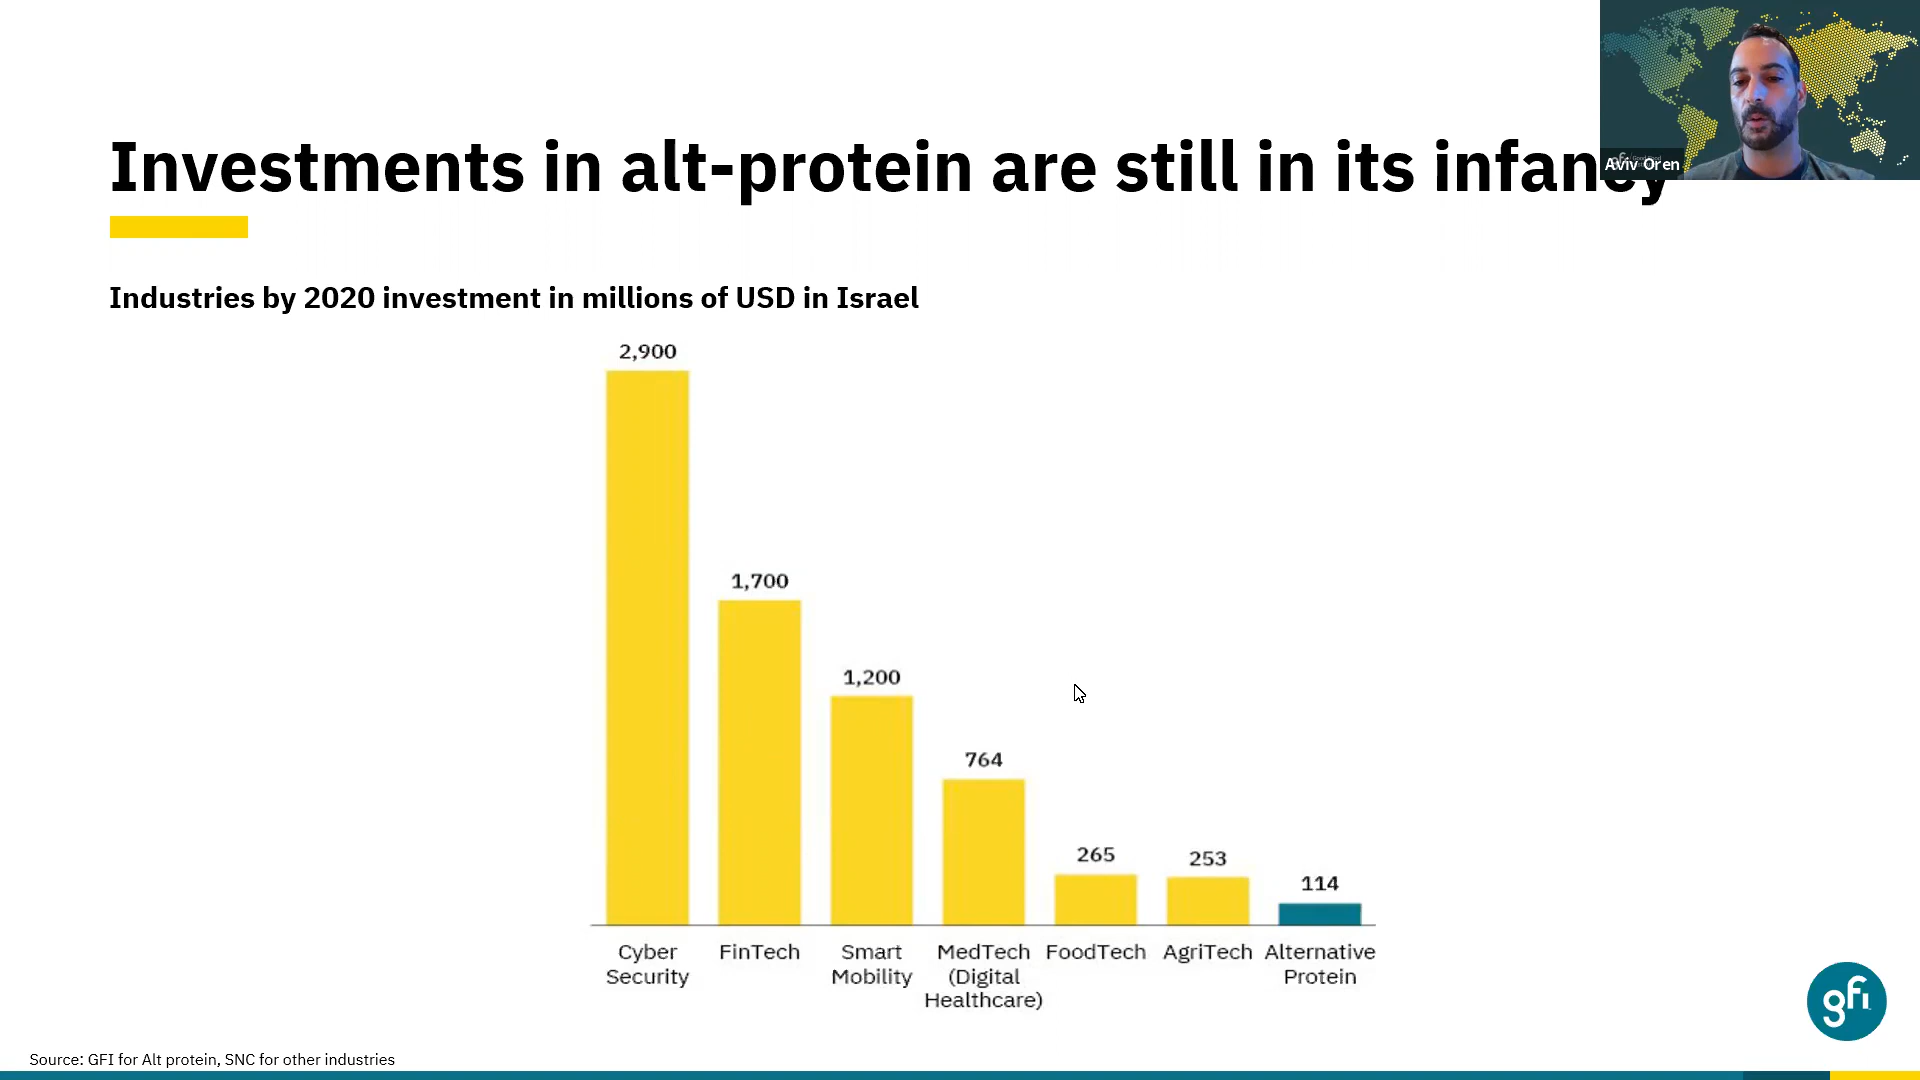 Investments in alt-protein are still in its infancy
Aviv Oren
Industries by 2020 investment in millions of USD in Israel
2,900
1,700
1,200
764
265
253
114
Cyber
Security
FinTech
Smart
Mobility
MedTech
(Digital
Healthcare)
FoodTech
AgriTech
Alternative
Protein
gfi
Source: GFI for Alt protein, SNC for other industries